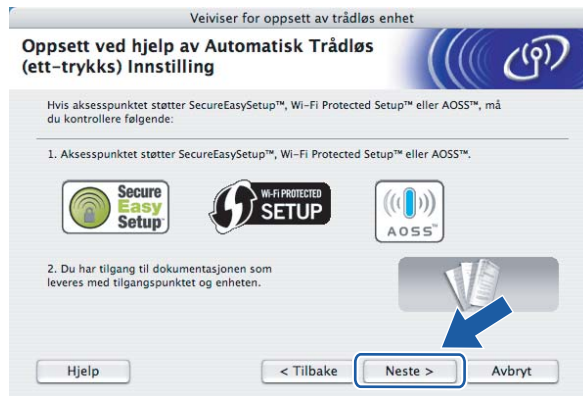 Veiviser for oppsett av trådløs enhet
Oppsett ved hjelp av Automatisk Trådløs
(ett-trykks) Innstilling
Hvis aksesspunktet støtter SecureEasySetup™, Wi-Fi Protected Setup™ eller AOSS™, må
du kontrollere følgende:
1. Aksesspunktet støtter SecureEasySetup™, Wi-Fi Protected Setup™ eller AOSS™.
Secure
Easy
Setup
Wi-Fi PROTECTED
SETUP
AOSS™
2. Du har tilgang til dokumentasjonen som
leveres med tilgangspunktet og enheten.
Hjelp
< Tilbake
Neste >
Avbryt